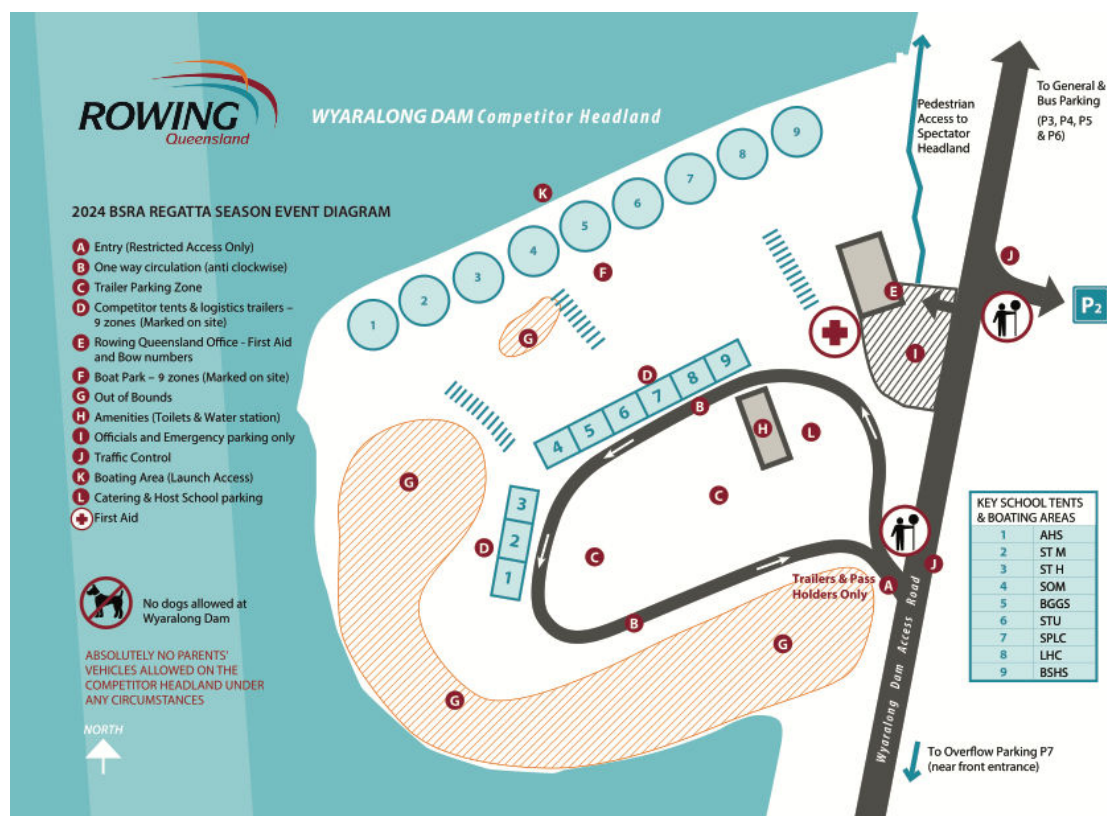 ROWING
Queensland
WYARALONG DAM Competitor Headland
2024 BSRA REGATTA SEASON EVENT DIAGRAM
A Entry (Restricted Access Only)
B One way circulation (anti clockwise)
C Trailer Parking Zone
D Competitor tents & logistics trailers –
9 zones (Marked on site)
E Rowing Queensland Office - First Aid
and Bow numbers
F Boat Park – 9 zones (Marked on site)
G Out of Bounds
H Amenities (Toilets & Water station)
I Officials and Emergency parking only
J Traffic Control
K Boating Area (Launch Access)
L Catering & Host School parking
First Aid
No dogs allowed at
Wyaralong Dam
ABSOLUTELY NO PARENTS'
VEHICLES ALLOWED ON THE
COMPETITOR HEADLAND UNDER
ANY CIRCUMSTANCES
NORTH
1
2
3
4
5
6
7
8
9
K
F
G
D
4 5 6 7 8 9
B
H
L
C
G
3
2
1
D
C
B
G
G
Trailers & Pass
Holders Only
A
J
E
I
J
P2
Pedestrian
Access to
Spectator
Headland
To General &
Bus Parking
(P3, P4, P5
& P6)
Wyaralong Dam Access Road
KEY SCHOOL TENTS
& BOATING AREAS
1 AHS
2 ST M
3 ST H
4 SOM
5 BGGS
6 STU
7 SPLC
8 LHC
9 BSHS
To Overflow Parking P7
(near front entrance)